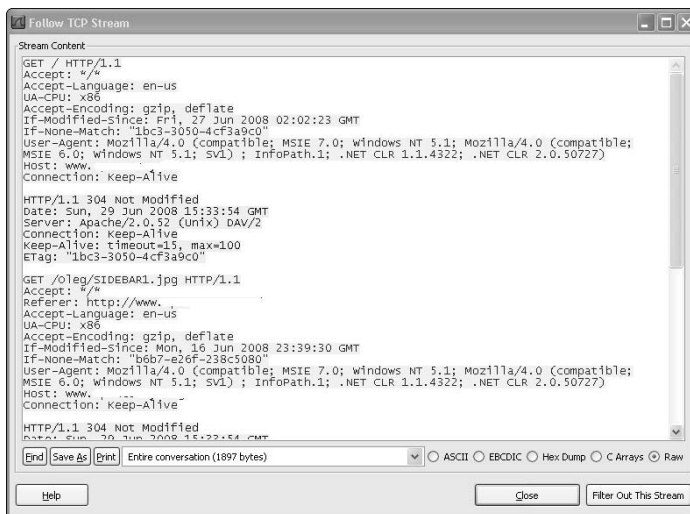 Follow TCP Stream
Stream Content
GET / HTTP/1.1
Accept: */*
Accept-Language: en-us
UA-CPU: x86
Accept-Encoding: gzip, deflate
If-Modified-Since: Fri, 27 Jun 2008 02:02:23 GMT
If-None-Match: "1bc3-3050-4cf3a9c0"
User-Agent: Mozilla/4.0 (compatible; MSIE 7.0; Windows NT 5.1; Mozilla/4.0 (compatible;
MSIE 6.0; Windows NT 5.1; SV1) ; InfoPath.1; .NET CLR 1.1.4322; .NET CLR 2.0.50727)
Host: www.
Connection: Keep-Alive
HTTP/1.1 304 Not Modified
Date: Sun, 29 Jun 2008 15:33:54 GMT
Server: Apache/2.0.52 (Unix) DAV/2
Connection: Keep-Alive
Keep-Alive: timeout=15, max=100
ETag: "1bc3-3050-4cf3a9c0"
GET /Oleg/SIDEBAR1.jpg HTTP/1.1
Accept: */*
Referer: http://www.
Accept-Language: en-us
UA-CPU: x86
Accept-Encoding: gzip, deflate
If-Modified-Since: Mon, 16 Jun 2008 23:39:30 GMT
If-None-Match: "b6b7-e26f-238c5080"
User-Agent: Mozilla/4.0 (compatible; MSIE 7.0; Windows NT 5.1; Mozilla/4.0 (compatible;
MSIE 6.0; Windows NT 5.1; SV1) ; InfoPath.1; .NET CLR 1.1.4322; .NET CLR 2.0.50727)
Host: www.
Connection: Keep-Alive
HTTP/1.1 304 Not Modified
Date: Sun, 29 Jun 2008 15:33:54 GMT
Find Save As Print Entire conversation (1897 bytes) ASCII EBCDIC Hex Dump C Arrays Raw
Help Close Filter Out This Stream